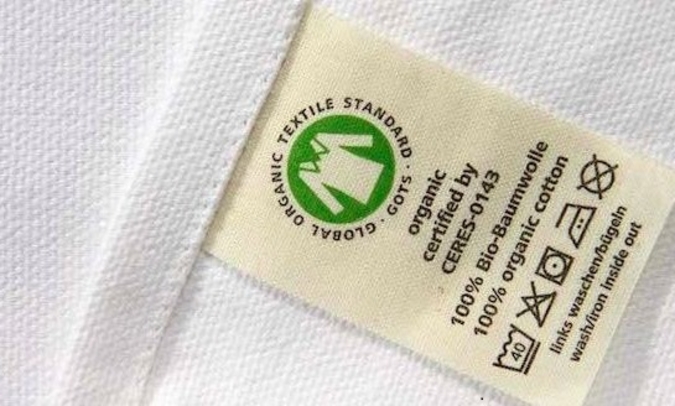 GLOBAL ORGANIC TEXTILE STANDARD · GOTS ·
organic
certified by
CERES-0143
100% Bio-Baumwolle
100% organic cotton
40
links waschen/bügeln
wash/iron inside out